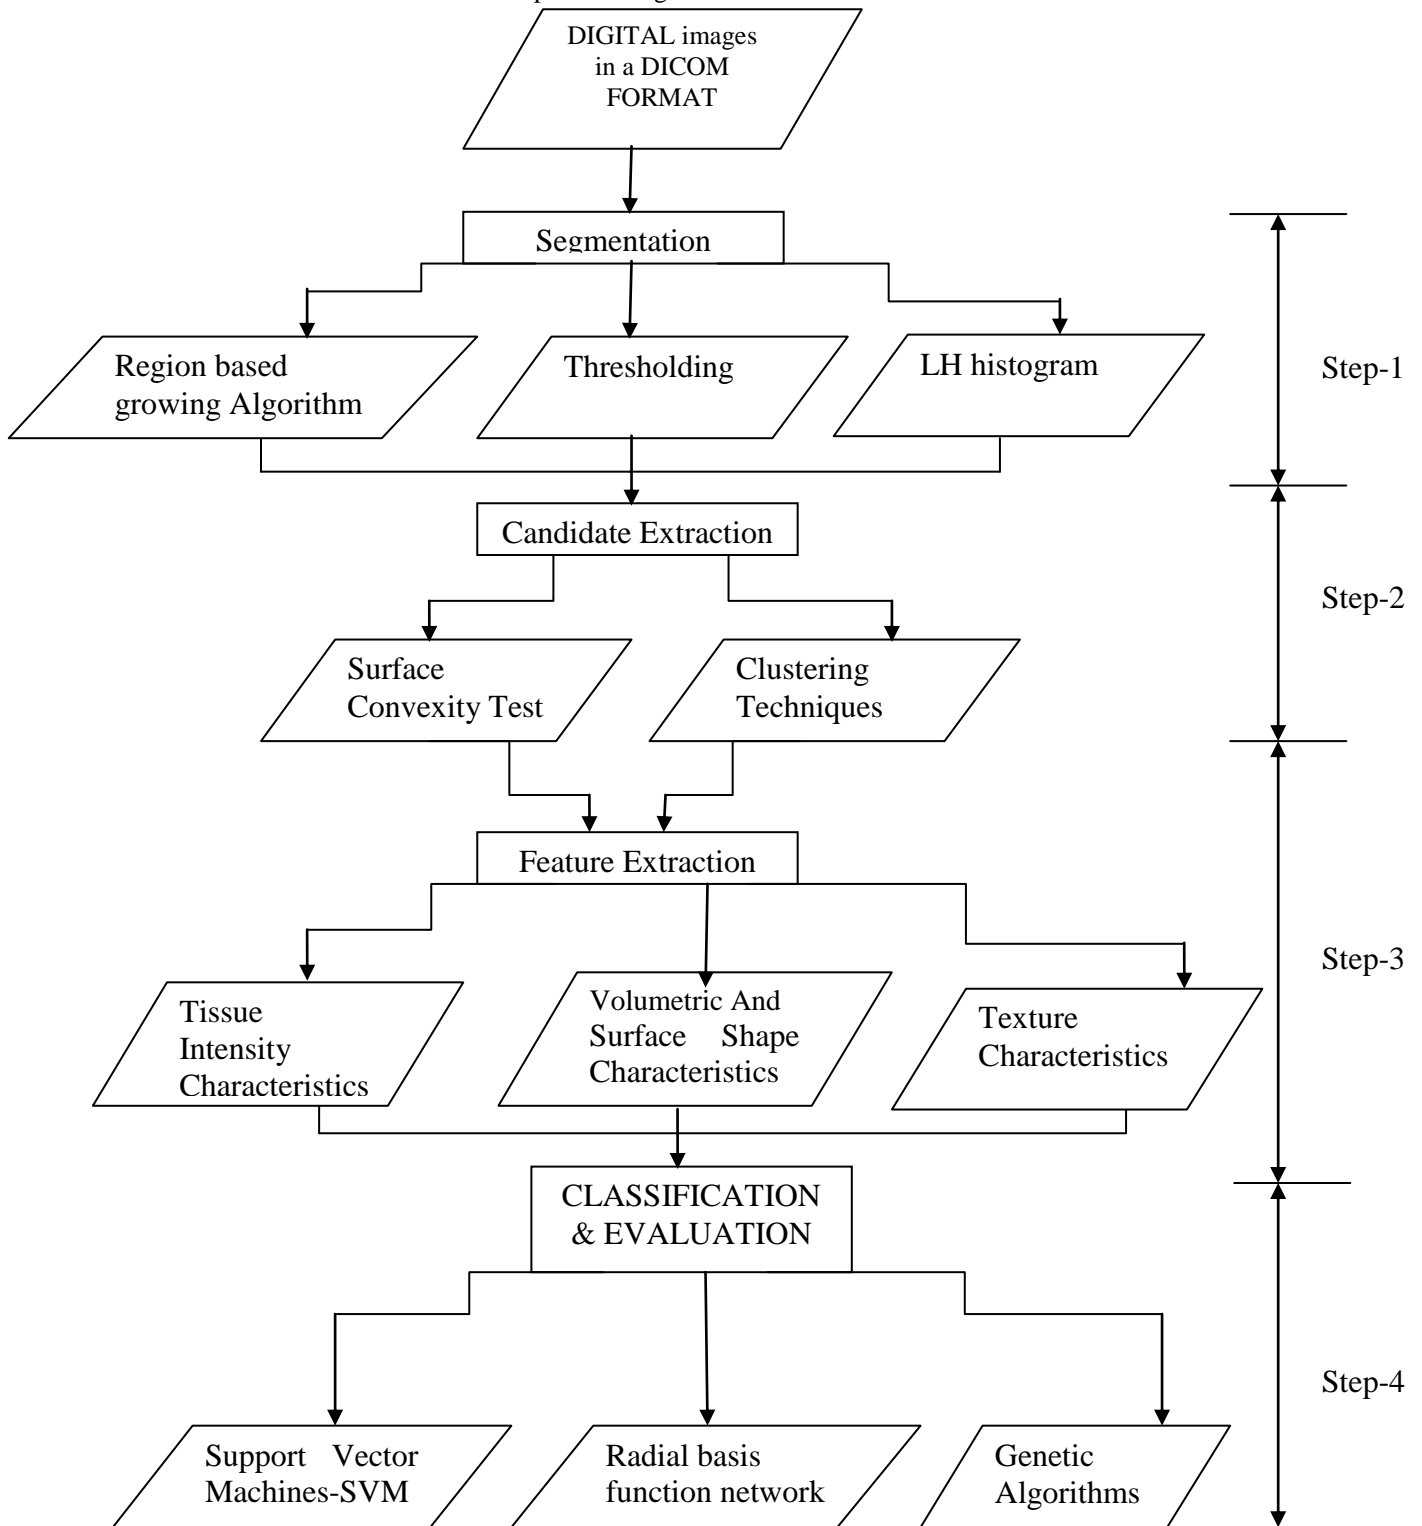 DIGITAL images
in a DICOM
FORMAT
Segmentation
Region based
growing Algorithm
Thresholding
LH histogram
Step-1
Candidate Extraction
Step-2
Surface
Convexity Test
Clustering
Techniques
Feature Extraction
Step-3
Tissue
Intensity
Characteristics
Volumetric And
Surface Shape
Characteristics
Texture
Characteristics
CLASSIFICATION
& EVALUATION
Step-4
Support Vector
Machines-SVM
Radial basis
function network
Genetic
Algorithms